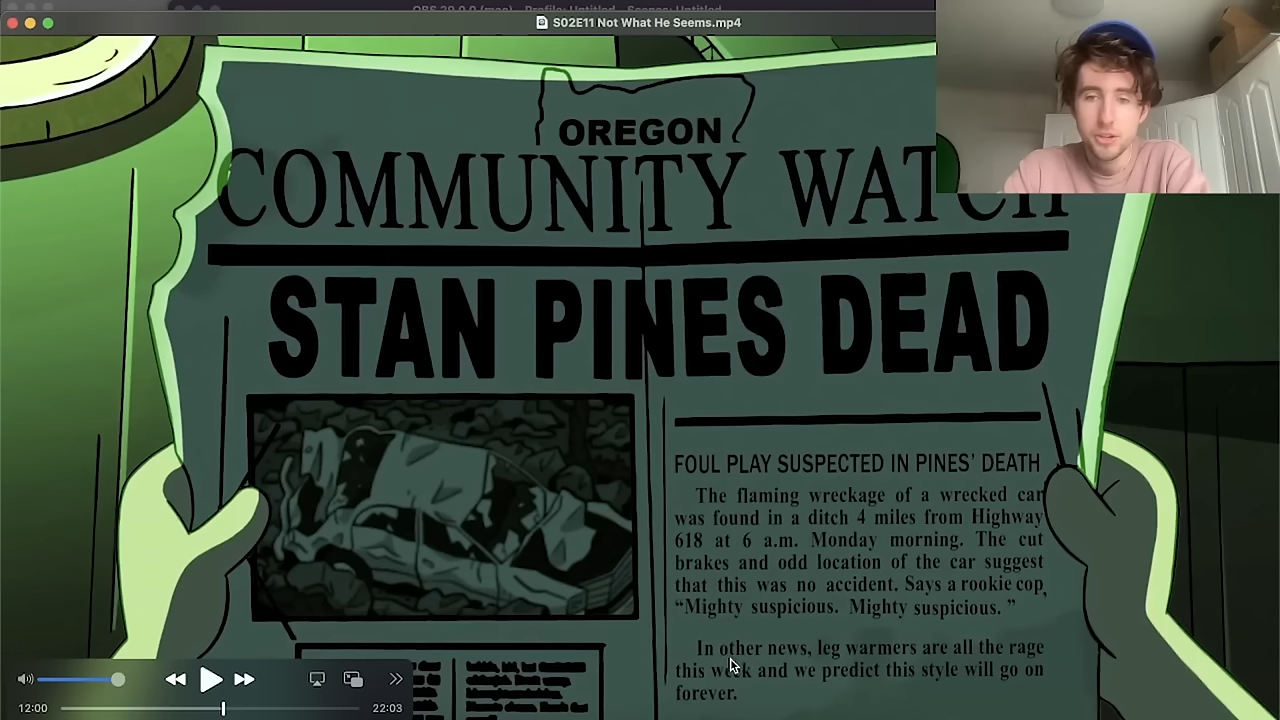 S02E11 Not What He Seems.mp4
OREGON
COMMUNITY WATCH
STAN PINES DEAD
FOUL PLAY SUSPECTED IN PINES' DEATH
The flaming wreckage of a wrecked car
was found in a ditch 4 miles from Highway
618 at 6 a.m. Monday morning. The cut
brakes and odd location of the car suggest
that this was no accident. Says a rookie cop,
“Mighty suspicious. Mighty suspicious. ”
In other news, leg warmers are all the rage
this week and we predict this style will go on
forever.
12:00
22:03